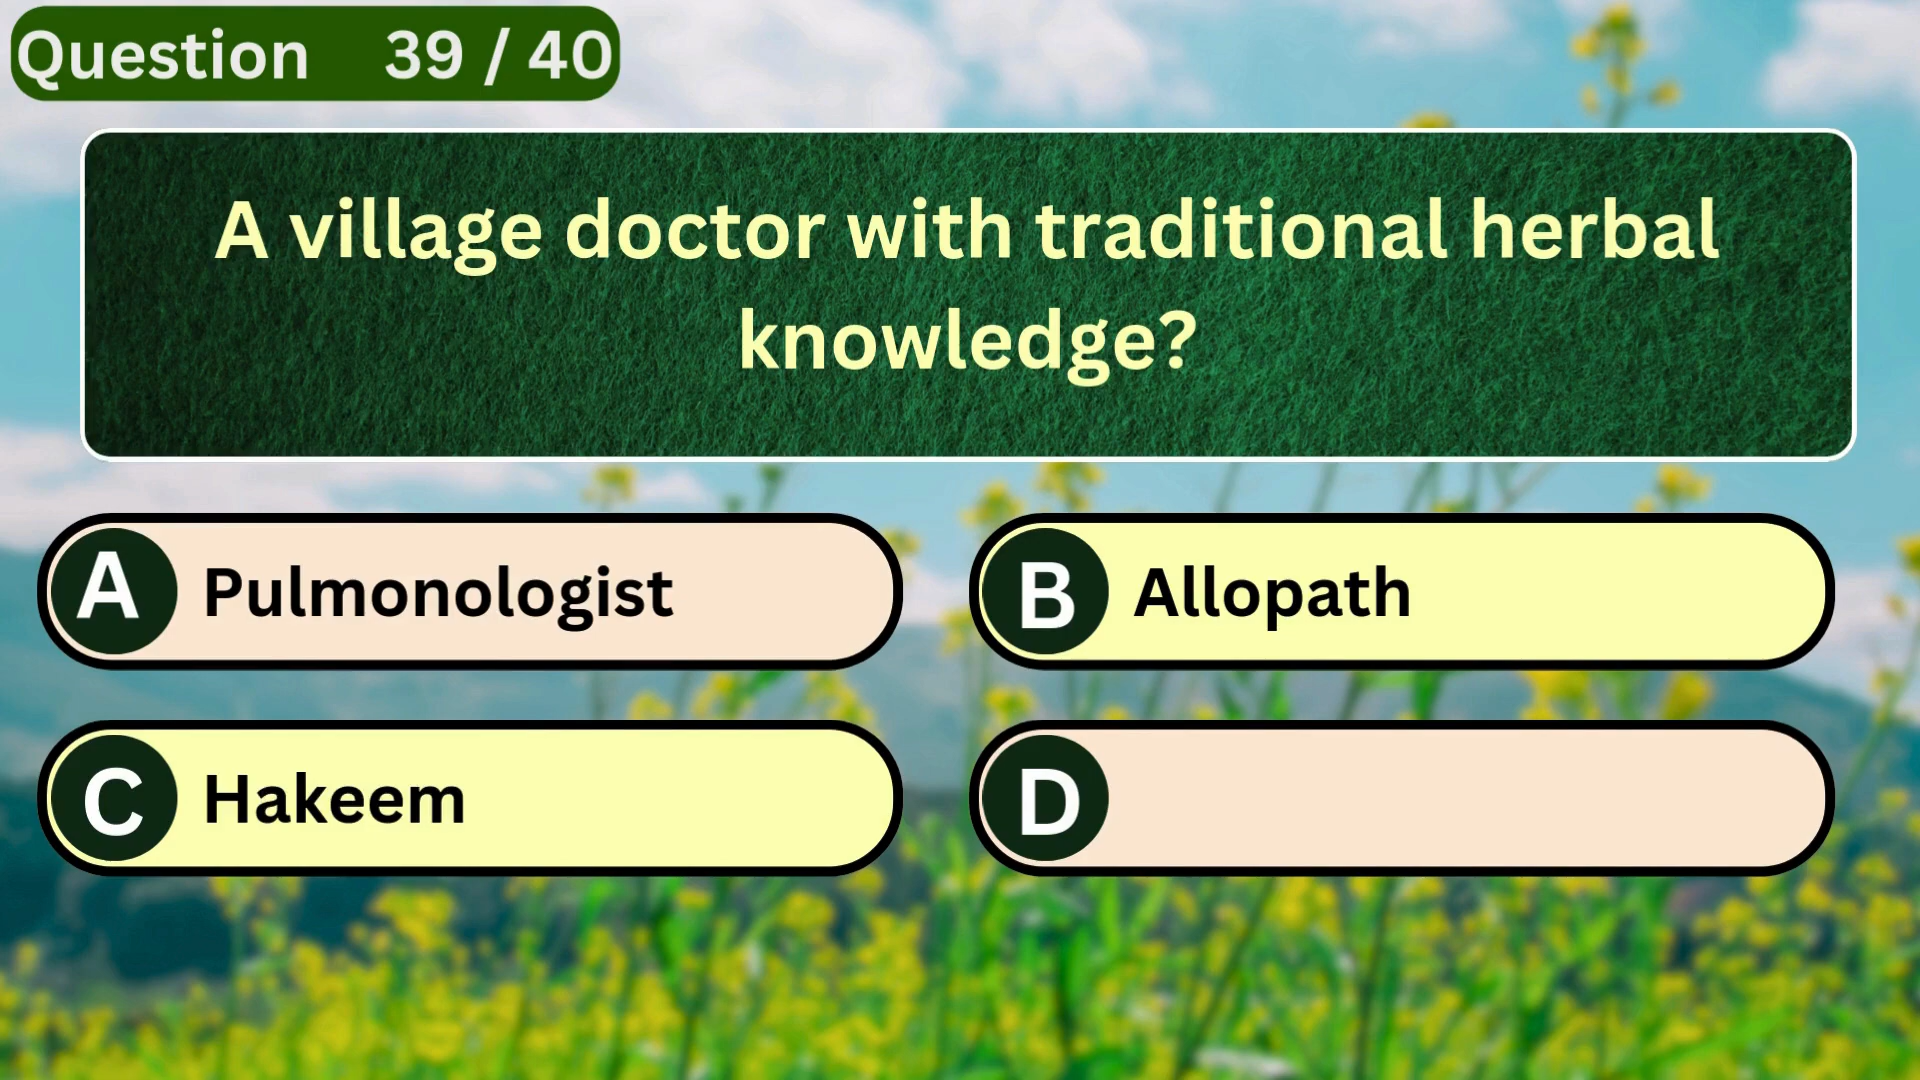 Question 39 / 40
A village doctor with traditional herbal
knowledge?
A Pulmonologist
B Allopath
C Hakeem
D